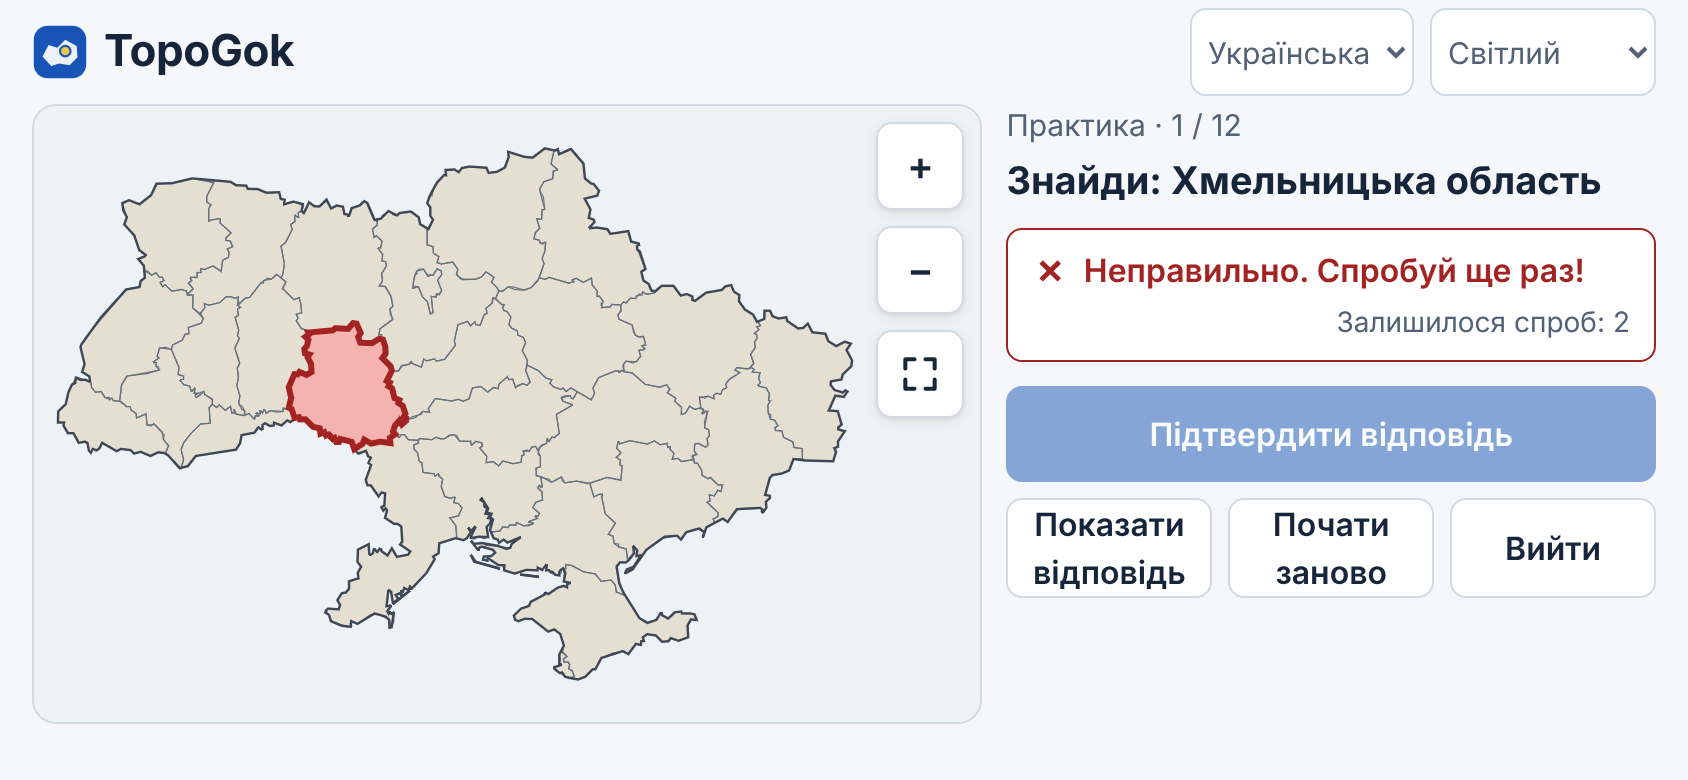 TopoGok
Українська
Світлий
Практика · 1 / 12
Знайди: Хмельницька область
Неправильно. Спробуй ще раз!
Залишилося спроб: 2
Підтвердити відповідь
Показати
відповідь
Почати
заново
Вийти